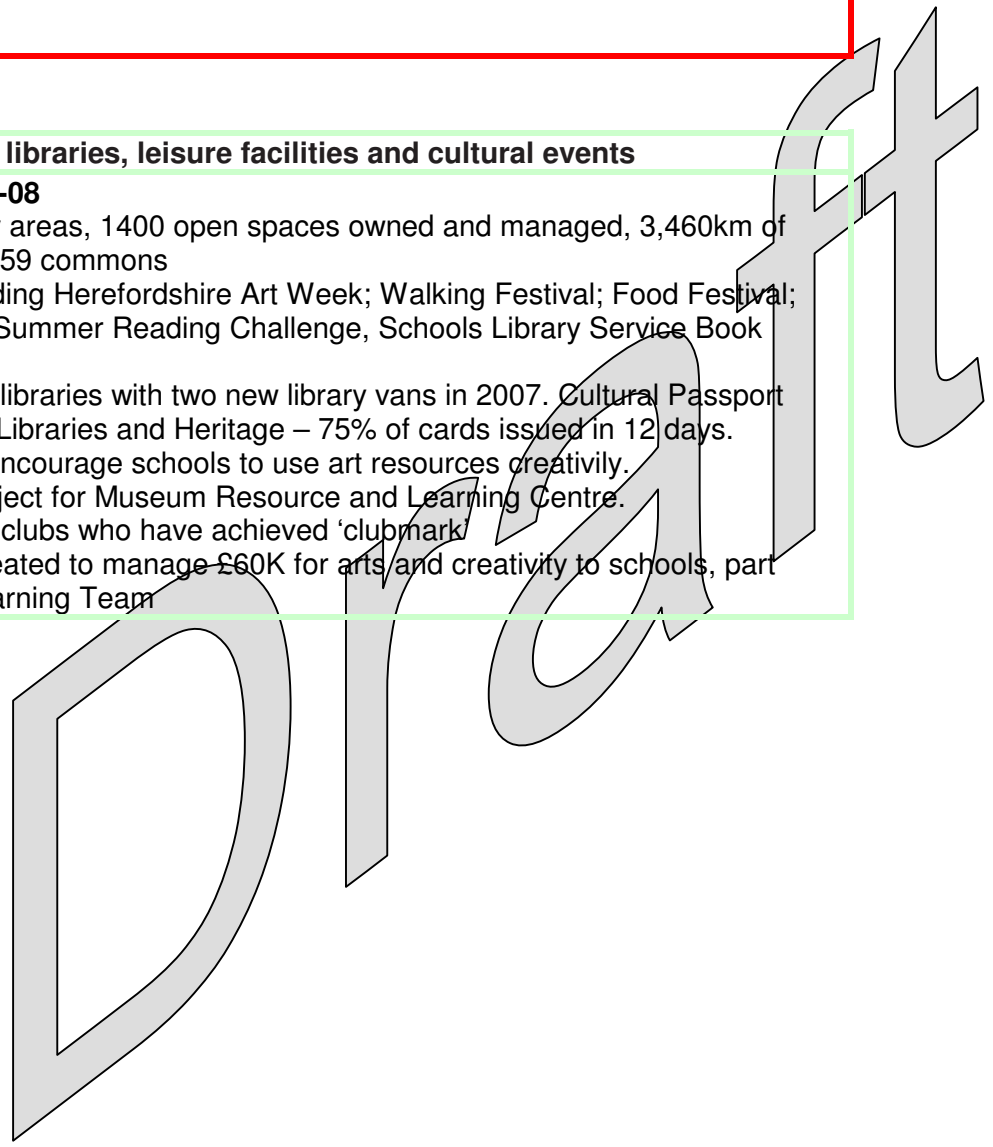 libraries, leisure facilities and cultural events
-08
areas, 1400 open spaces owned and managed, 3,460km of
59 commons
ding Herefordshire Art Week; Walking Festival; Food Festival;
Summer Reading Challenge, Schools Library Service Book
libraries with two new library vans in 2007. Cultural Passport
Libraries and Heritage – 75% of cards issued in 12 days.
ncourage schools to use art resources creativily.
ject for Museum Resource and Learning Centre.
clubs who have achieved ‘clubmark’
eated to manage £60K for arts and creativity to schools, part
arning Team
Draft